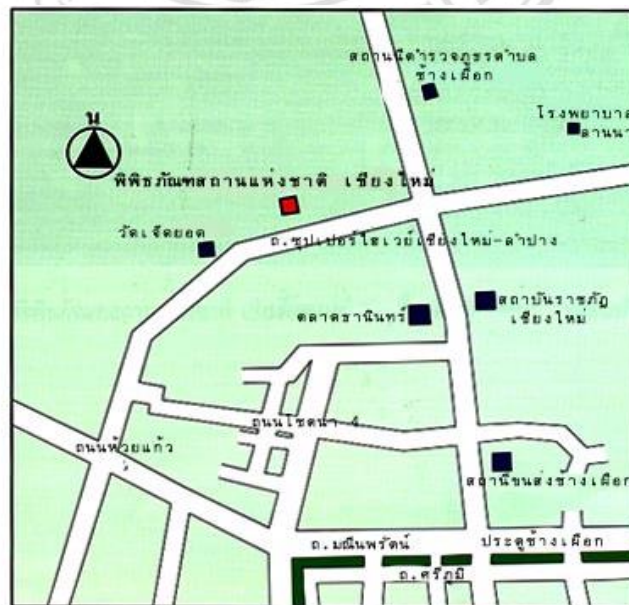 สถานีตำรวจภูธรตำบล
ช้างเผือก
โรงพยาบาล
ลานนา
น
พิพิธภัณฑสถานแห่งชาติ เชียงใหม่
วัดเจ็ดยอด
ถ.ซุปเปอร์ไฮเวย์เชียงใหม่-ลำปาง
สถาบันราชภัฏ
เชียงใหม่
ตลาดธานินทร์
ถนนโชตนา 4
ถนนห้วยแก้ว
สถานีขนส่งช้างเผือก
ถ.มณีนพรัตน์
ประตูช้างเผือก
ถ.ศรีภูมิ